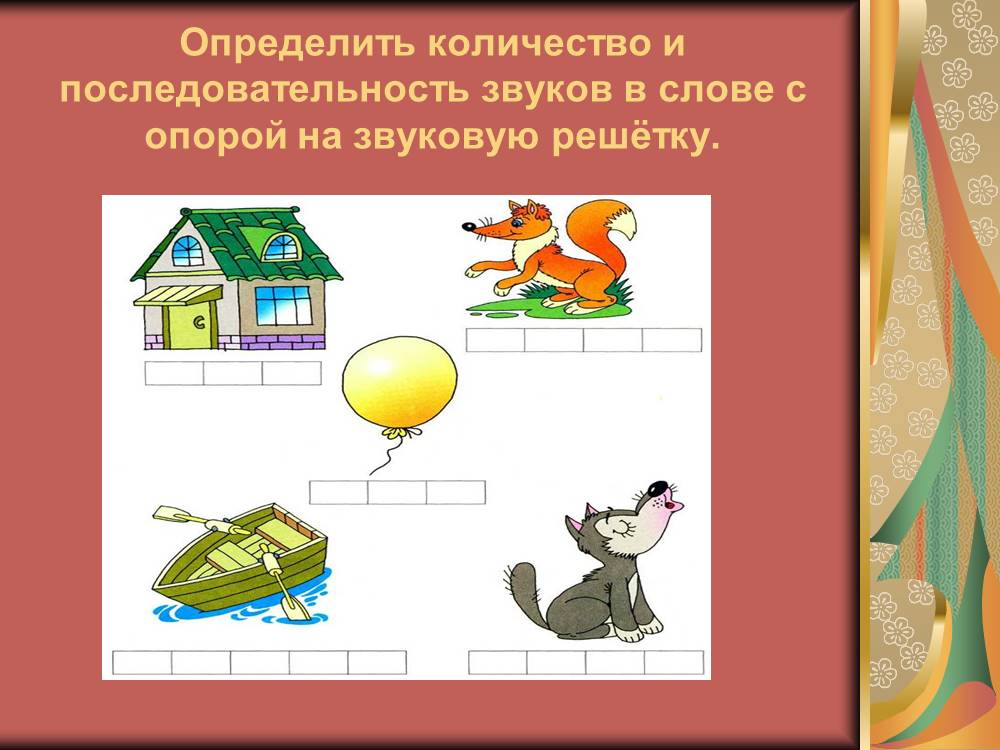 Определить количество и
последовательность звуков в слове с
опорой на звуковую решётку.